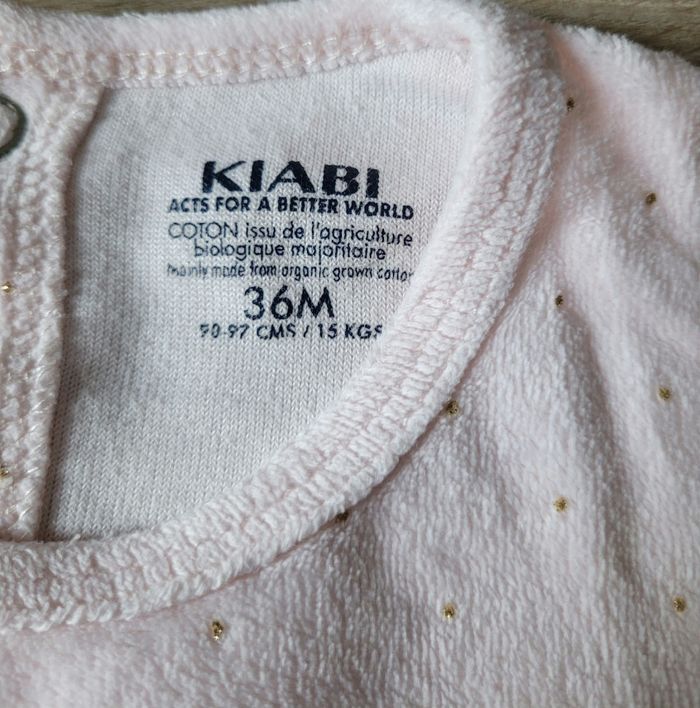 KIABI
ACTS FOR A BETTER WORLD
COTON issu de l'agriculture
biologique majoritaire
mainly made from organic grown cotton
36M
90-97 CMS / 15 KGS